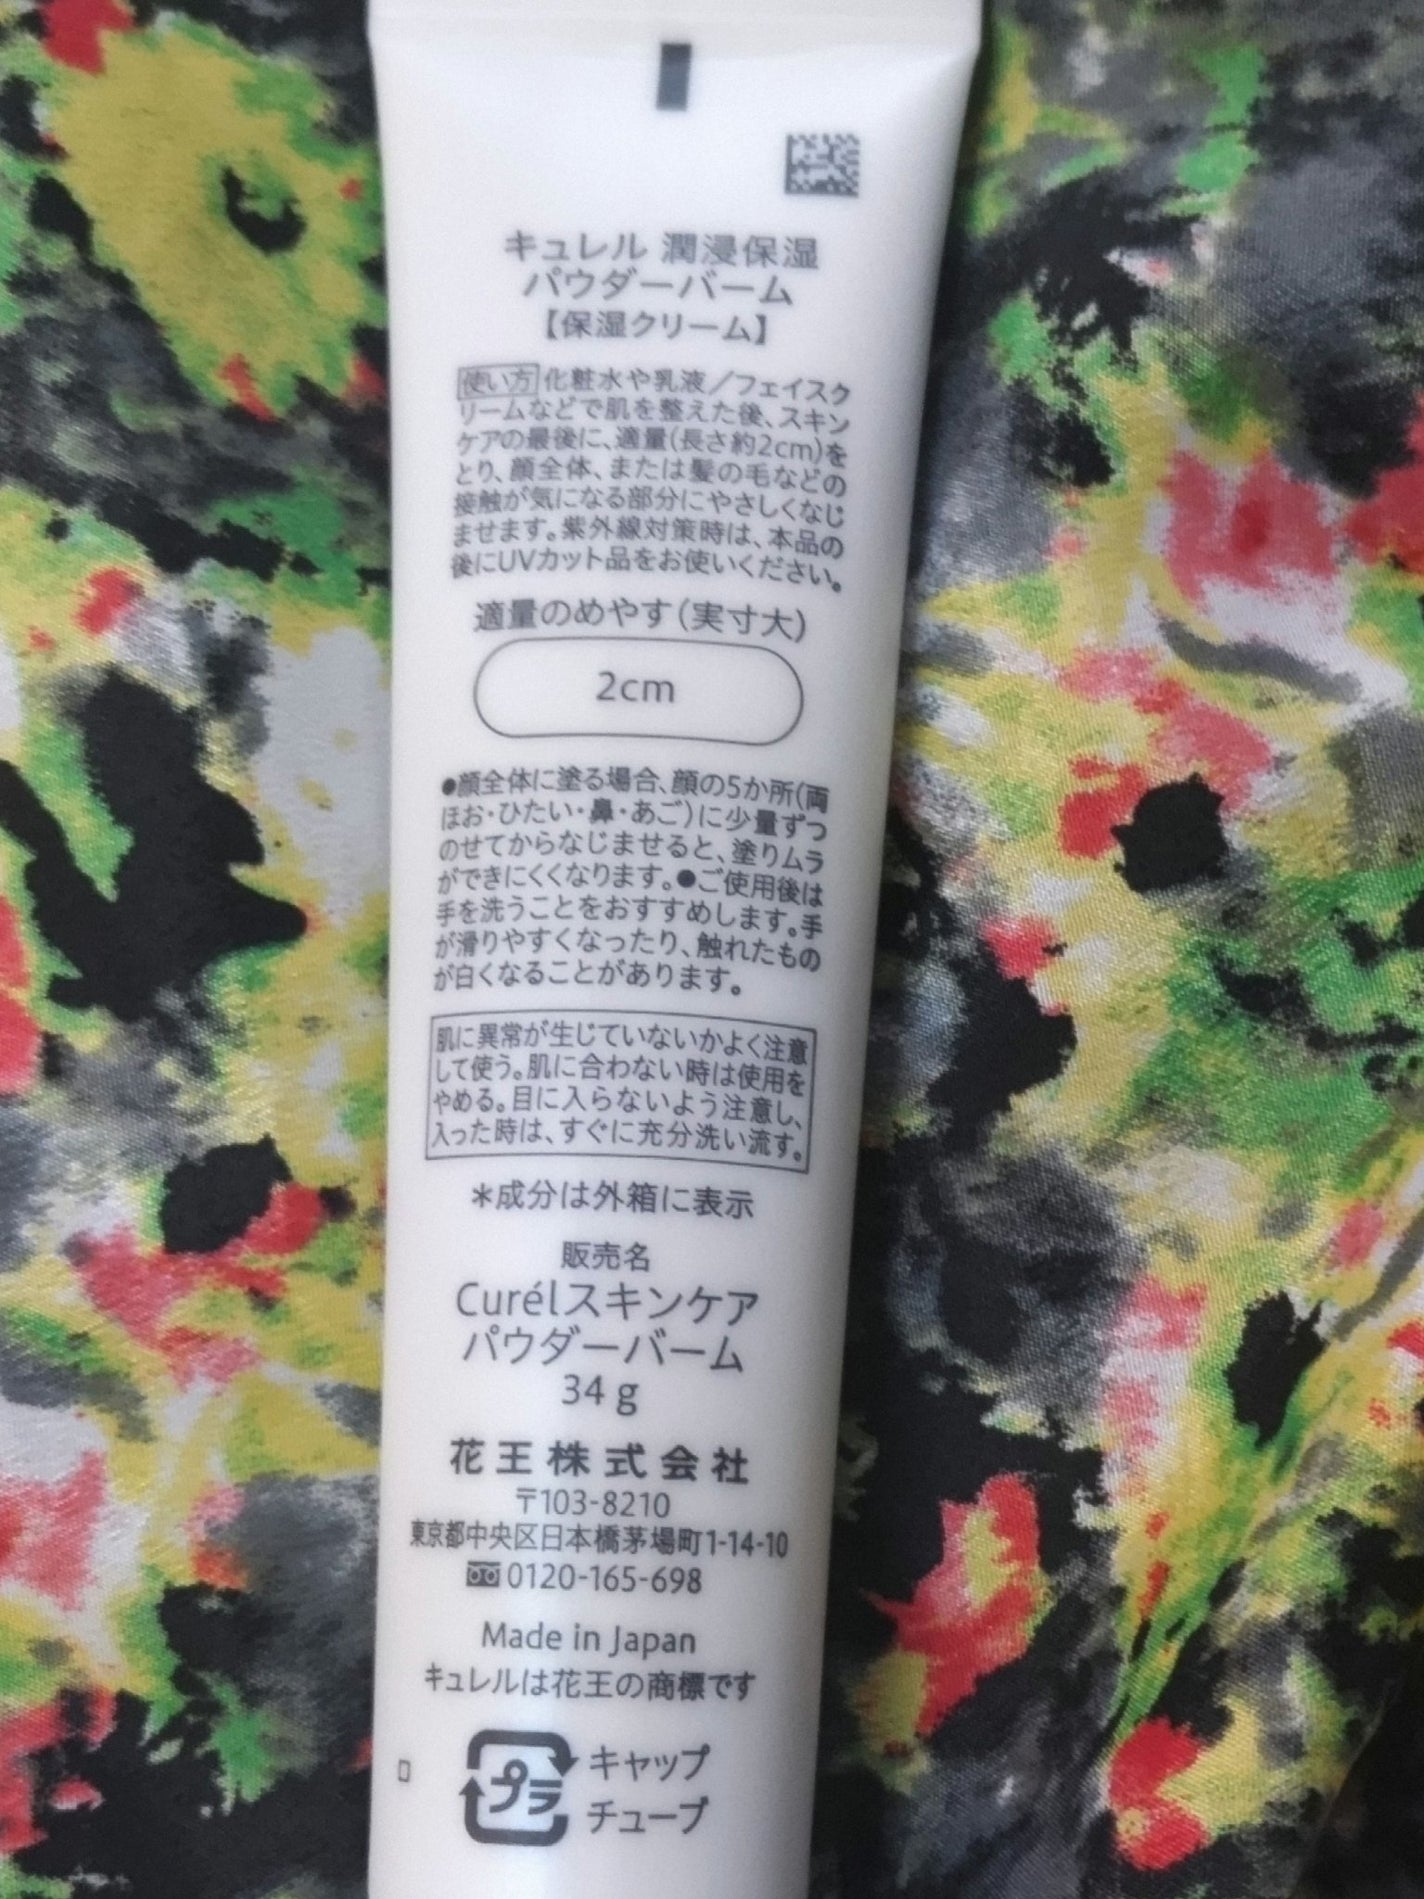 キュレル 潤浸保湿
パウダーバーム
【保湿クリーム】
使い方 化粧水や乳液／フェイスク
リームなどで肌を整えた後、スキン
ケアの最後に、適量(長さ約2cm)を
とり、顔全体、または髪の毛などの
接触が気になる部分にやさしくなじ
ませます。紫外線対策時は、本品の
後にUVカット品をお使いください。
適量のめやす(実寸大)
2cm
●顔全体に塗る場合、顔の5か所(両
ほお・ひたい・鼻・あご)に少量ずつ
のせてからなじませると、塗りムラ
ができにくくなります。●ご使用後は
手を洗うことをおすすめします。手
が滑りやすくなったり、触れたもの
が白くなることがあります。
肌に異常が生じていないかよく注意
して使う。肌に合わない時は使用を
やめる。目に入らないよう注意し、
入った時は、すぐに充分洗い流す。
＊成分は外箱に表示
販売名
Curélスキンケア
パウダーバーム
34 g
花王株式会社
〒103-8210
東京都中央区日本橋茅場町1-14-10
0120-165-698
Made in Japan
キュレルは花王の商標です
プラ キャップ
チューブ